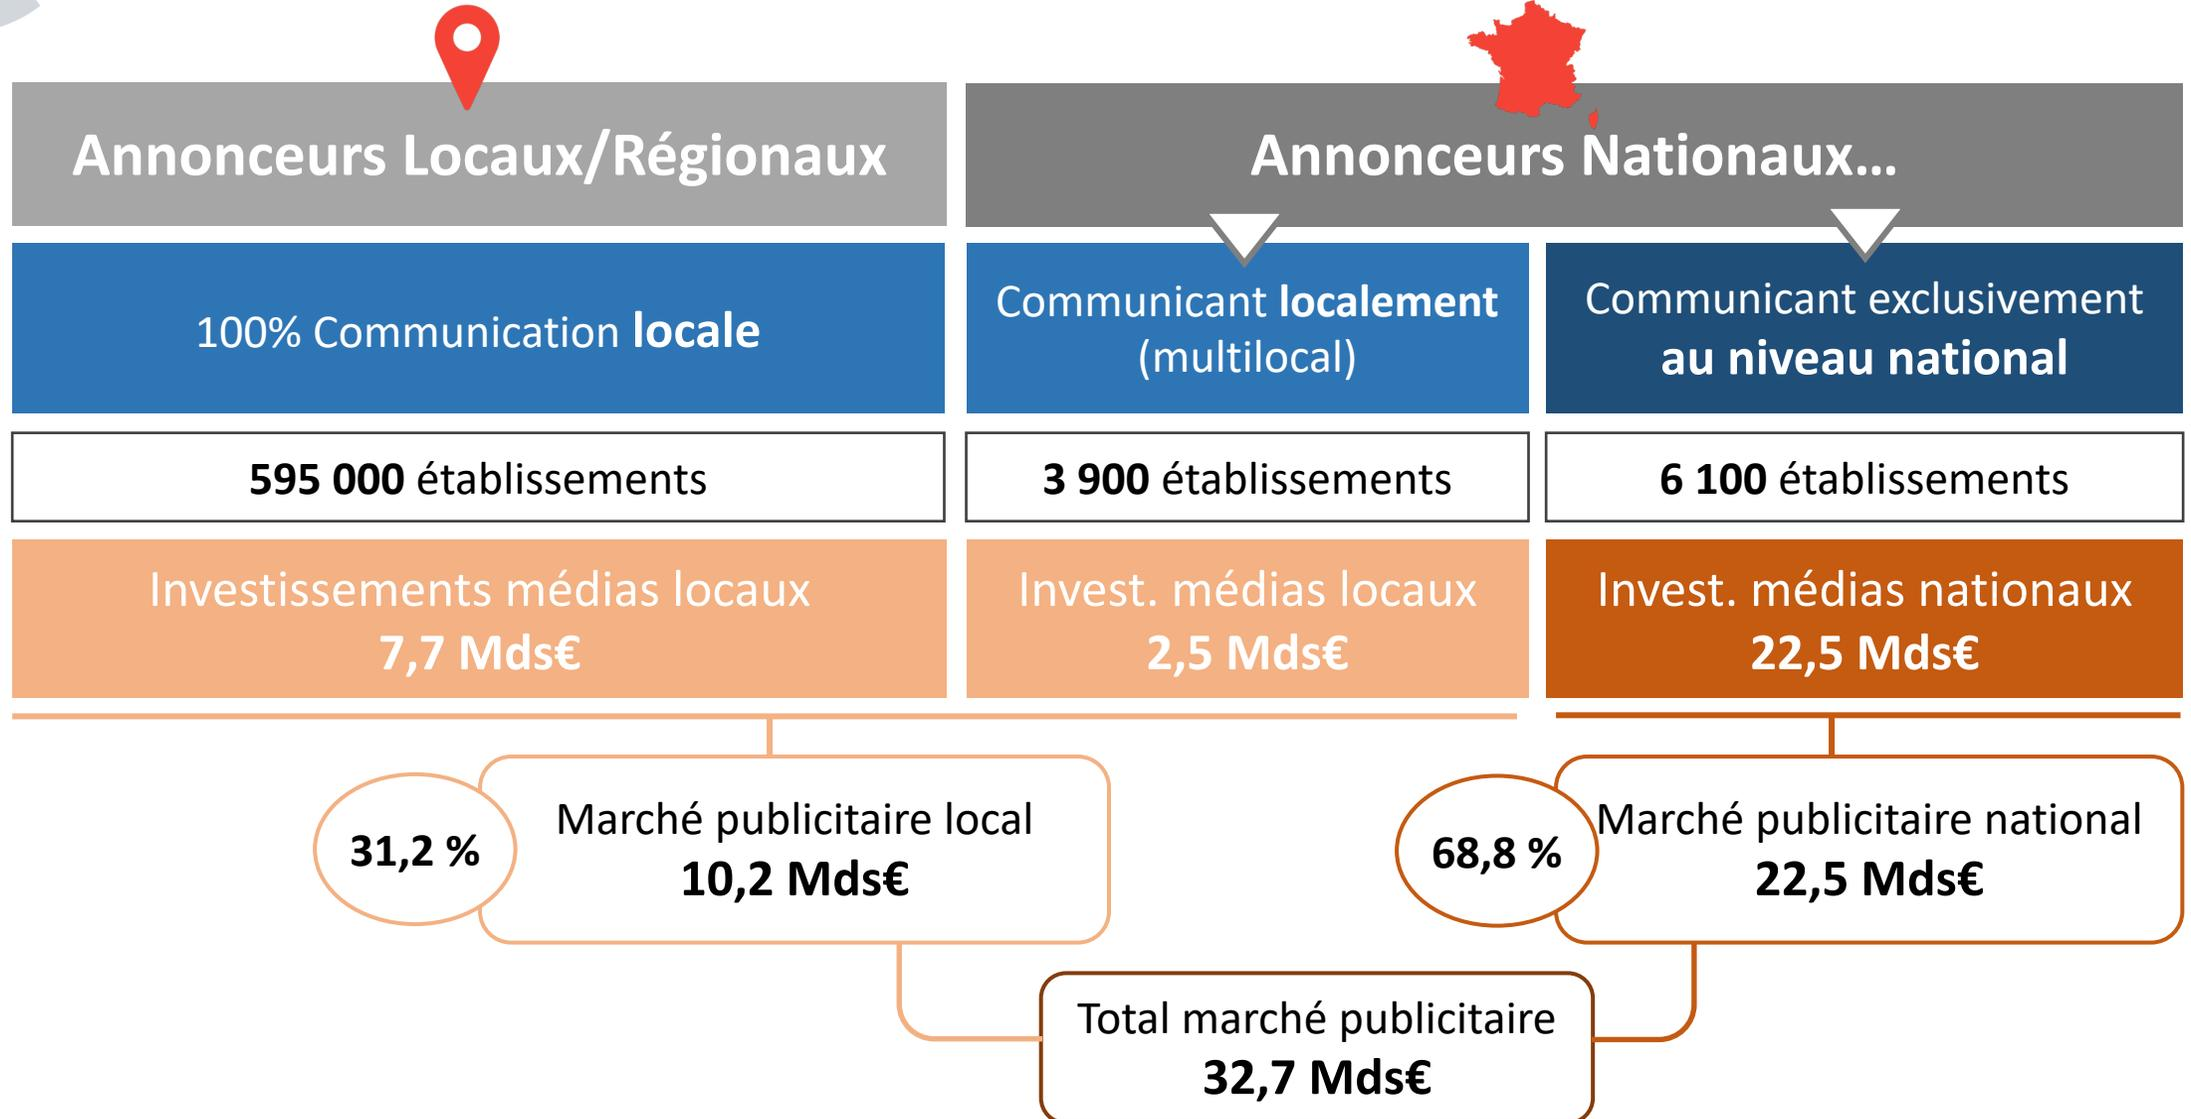 Annonceurs Locaux/Régionaux
Annonceurs Nationaux...
100% Communication locale
Communicant localement
(multilocal)
Communicant exclusivement
au niveau national
595 000 établissements
3 900 établissements
6 100 établissements
Investissements médias locaux
7,7 Mds€
Invest. médias locaux
2,5 Mds€
Invest. médias nationaux
22,5 Mds€
31,2 %
Marché publicitaire local
10,2 Mds€
68,8 %
Marché publicitaire national
22,5 Mds€
Total marché publicitaire
32,7 Mds€